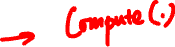 → Compute(·)